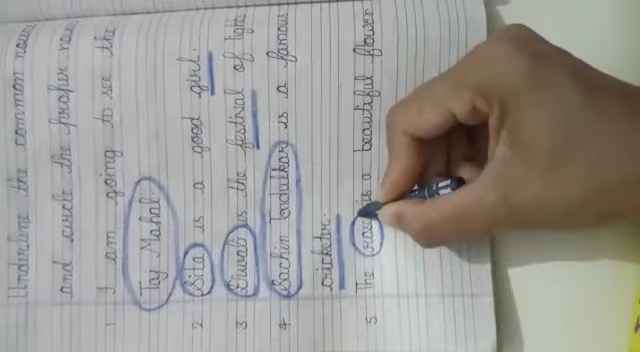 Underline the common nouns
and circle the proper noun
1 I am going to see the
Taj Mahal.
2 Sita is a good girl.
3 Diwali is the festival of lights
4 Sachin Tendulkar is a famous
cricketer.
5 The rose is a beautiful flower